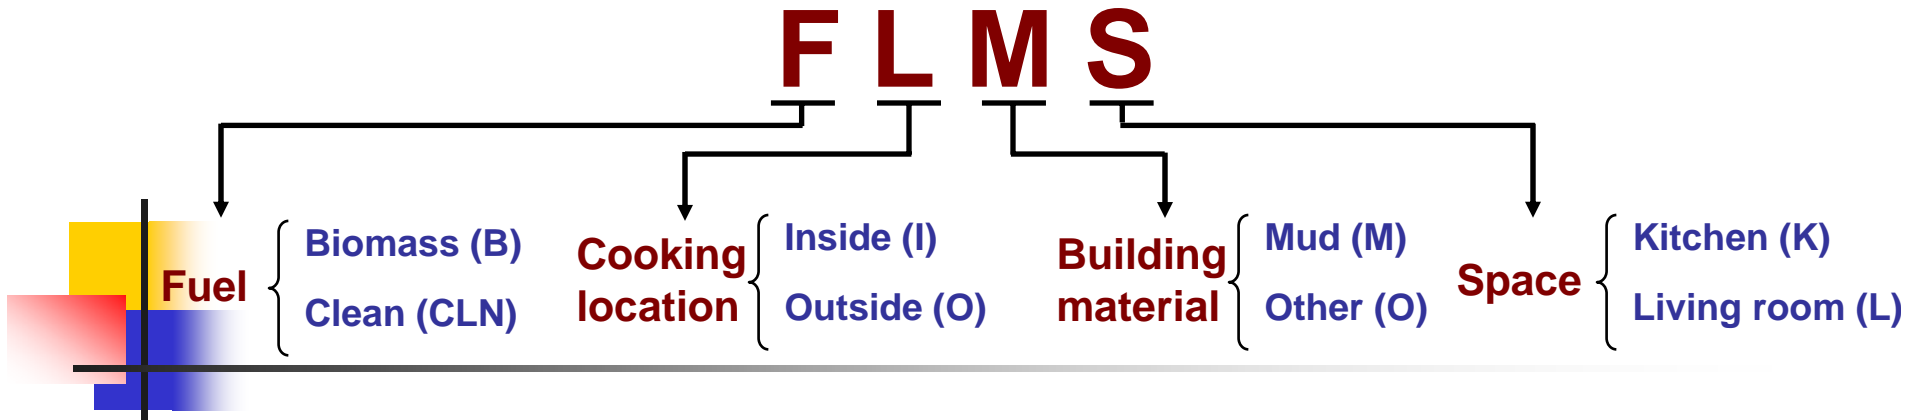 F L M S
Fuel
Biomass (B)
Clean (CLN)
Cooking
location
Inside (I)
Outside (O)
Building
material
Mud (M)
Other (O)
Space
Kitchen (K)
Living room (L)